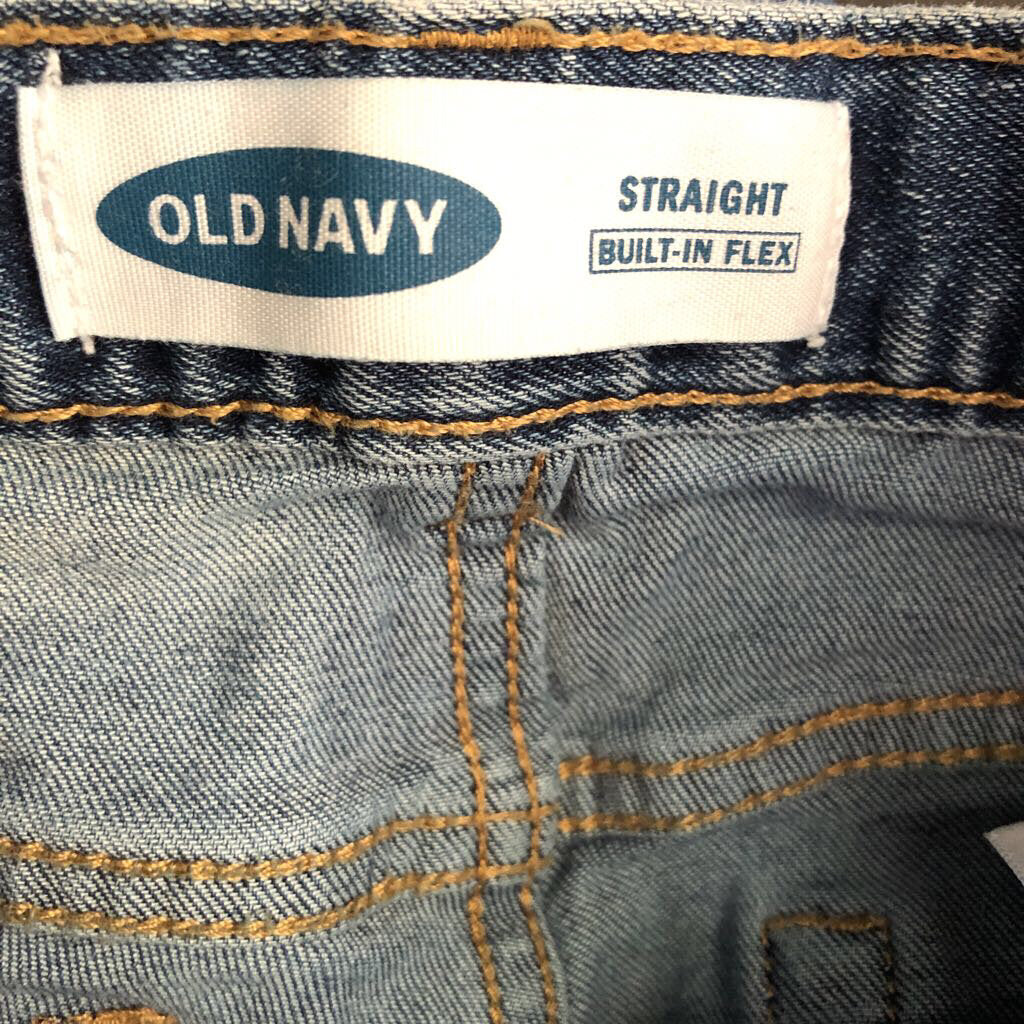 OLD NAVY
STRAIGHT
BUILT-IN FLEX